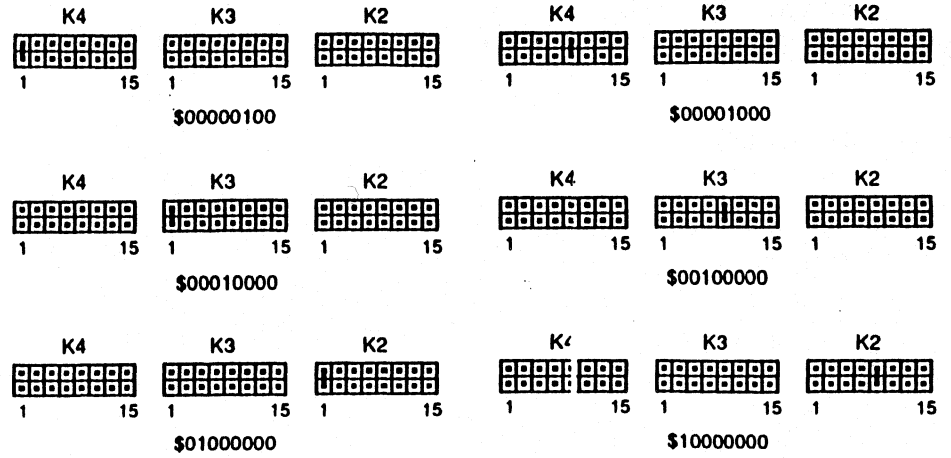 K4 K3 K2 K4 K3 K2
1 15 1 15 1 15 1 15 1 15 1 15
$00000100 $00001000
K4 K3 K2 K4 K3 K2
1 15 1 15 1 15 1 15 1 15 1 15
$00010000 $00100000
K4 K3 K2 K3 K2
1 15 1 15 1 15 1 15 1 15 1 15
$01000000 $10000000